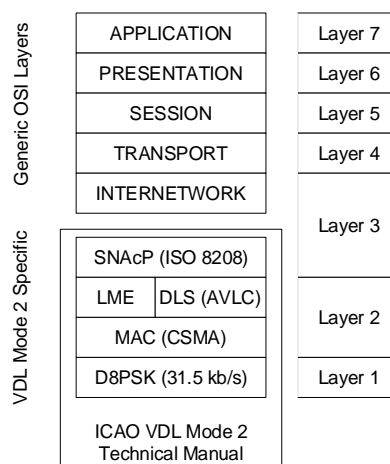 Generic OSI Layers
APPLICATION
Layer 7
PRESENTATION
Layer 6
SESSION
Layer 5
TRANSPORT
Layer 4
INTERNETWORK
Layer 3
VDL Mode 2 Specific
SNAcP (ISO 8208)
LME
DLS (AVLC)
Layer 2
MAC (CSMA)
D8PSK (31.5 kb/s)
Layer 1
ICAO VDL Mode 2
Technical Manual